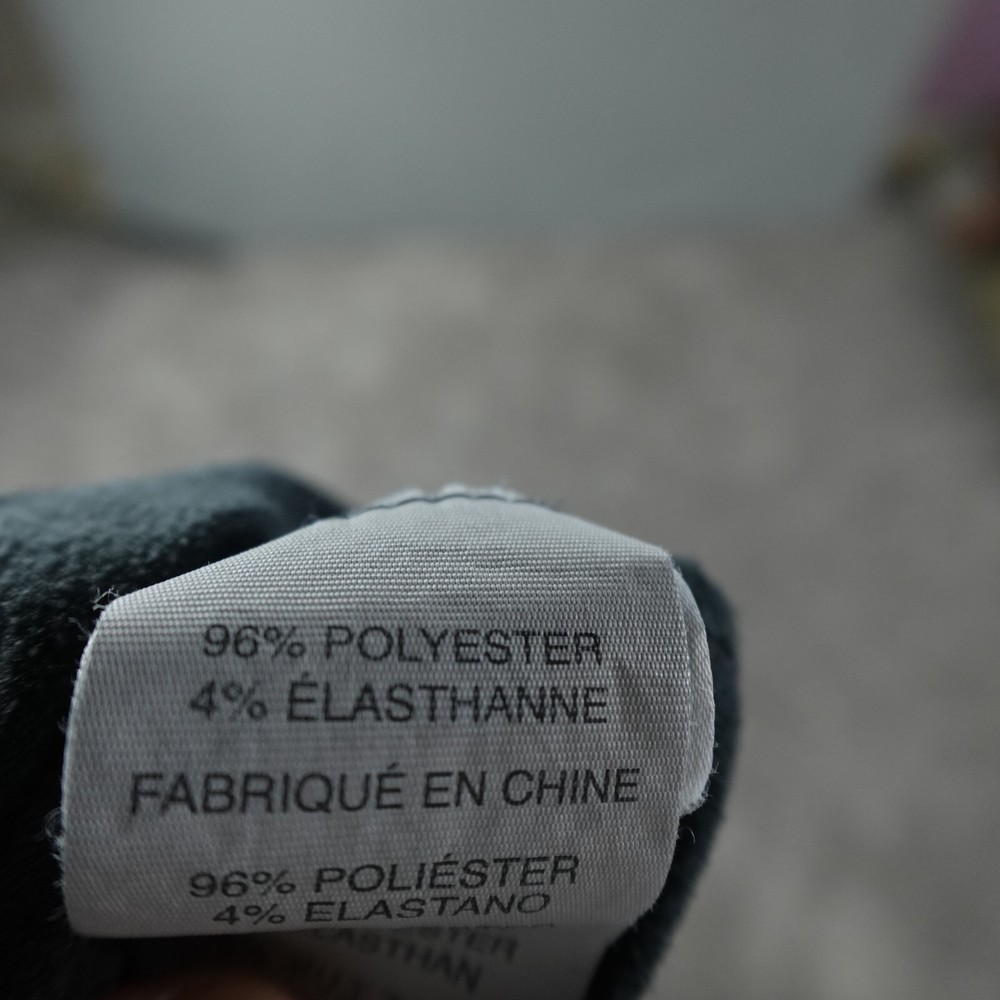 96% POLYESTER
4% ÉLASTHANNE
FABRIQUÉ EN CHINE
96% POLIÉSTER
4% ELASTANO